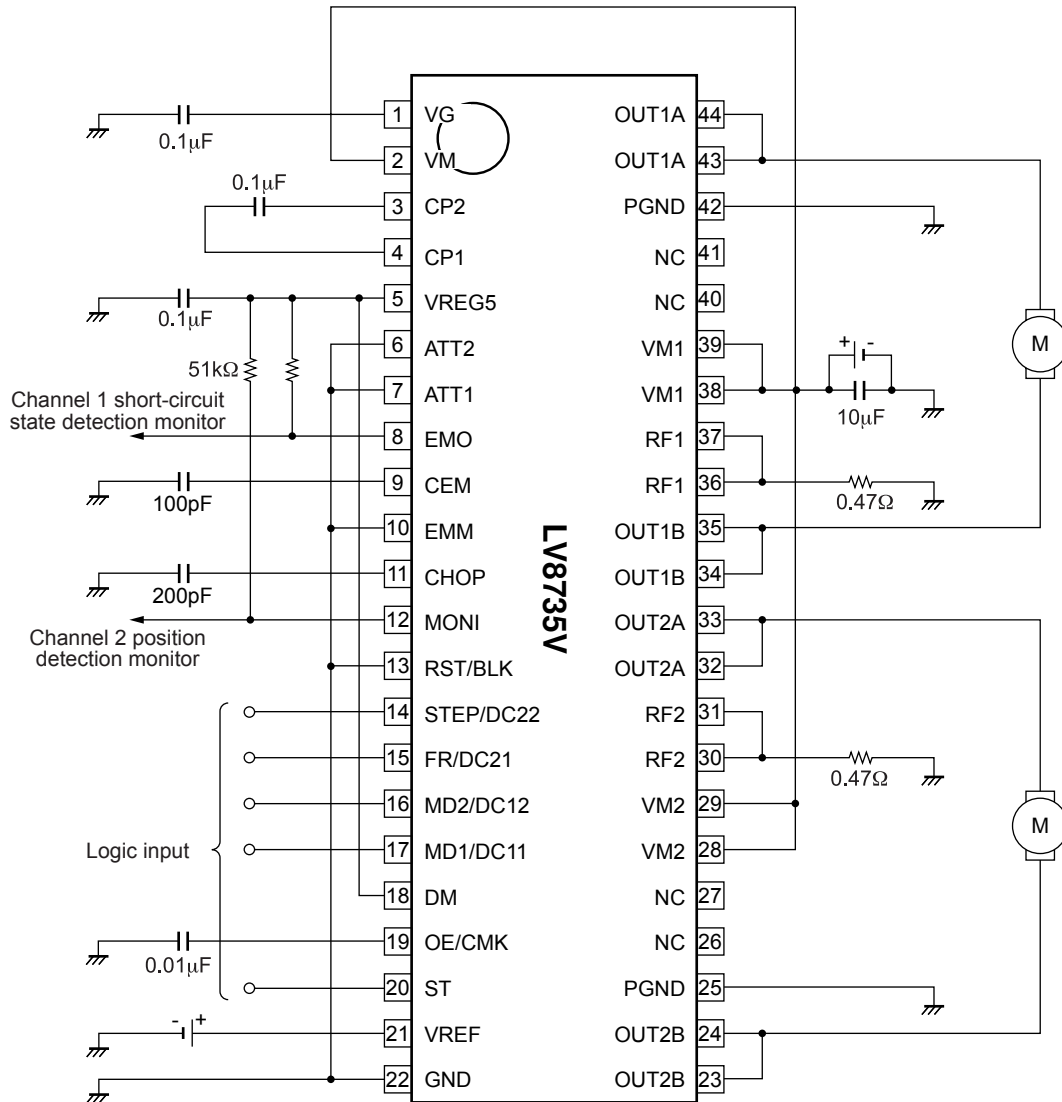 1 VG OUT1A 44
0.1μF
2 VM OUT1A 43
0.1μF
3 CP2 PGND 42
4 CP1 NC 41
5 VREG5 NC 40
0.1μF
6 ATT2 VM1 39
+ -
M
51kΩ
7 ATT1 VM1 38
10μF
Channel 1 short-circuit
state detection monitor
8 EMO RF1 37
9 CEM RF1 36
100pF
0.47Ω
10 EMM OUT1B 35
11 CHOP OUT1B 34
200pF
12 MONI OUT2A 33
Channel 2 position
detection monitor
13 RST/BLK OUT2A 32
LV8735V
14 STEP/DC22 RF2 31
15 FR/DC21 RF2 30
0.47Ω
16 MD2/DC12 VM2 29
M
Logic input
17 MD1/DC11 VM2 28
18 DM NC 27
19 OE/CMK NC 26
0.01μF
20 ST PGND 25
- +
21 VREF OUT2B 24
22 GND OUT2B 23